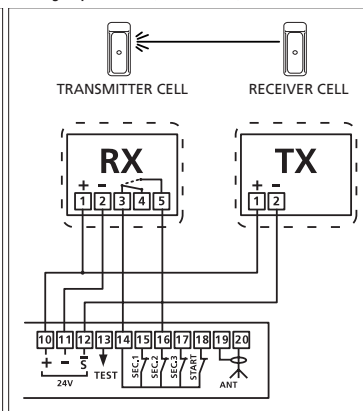 TRANSMITTER CELL RECEIVER CELL
RX TX
+ - + -
1 2 3 4 5 1 2
10 11 12 13 14 15 16 17 18 19 20
+ - S̅ TEST SEC.1 SEC.2 SEC.3 START ANT
24V